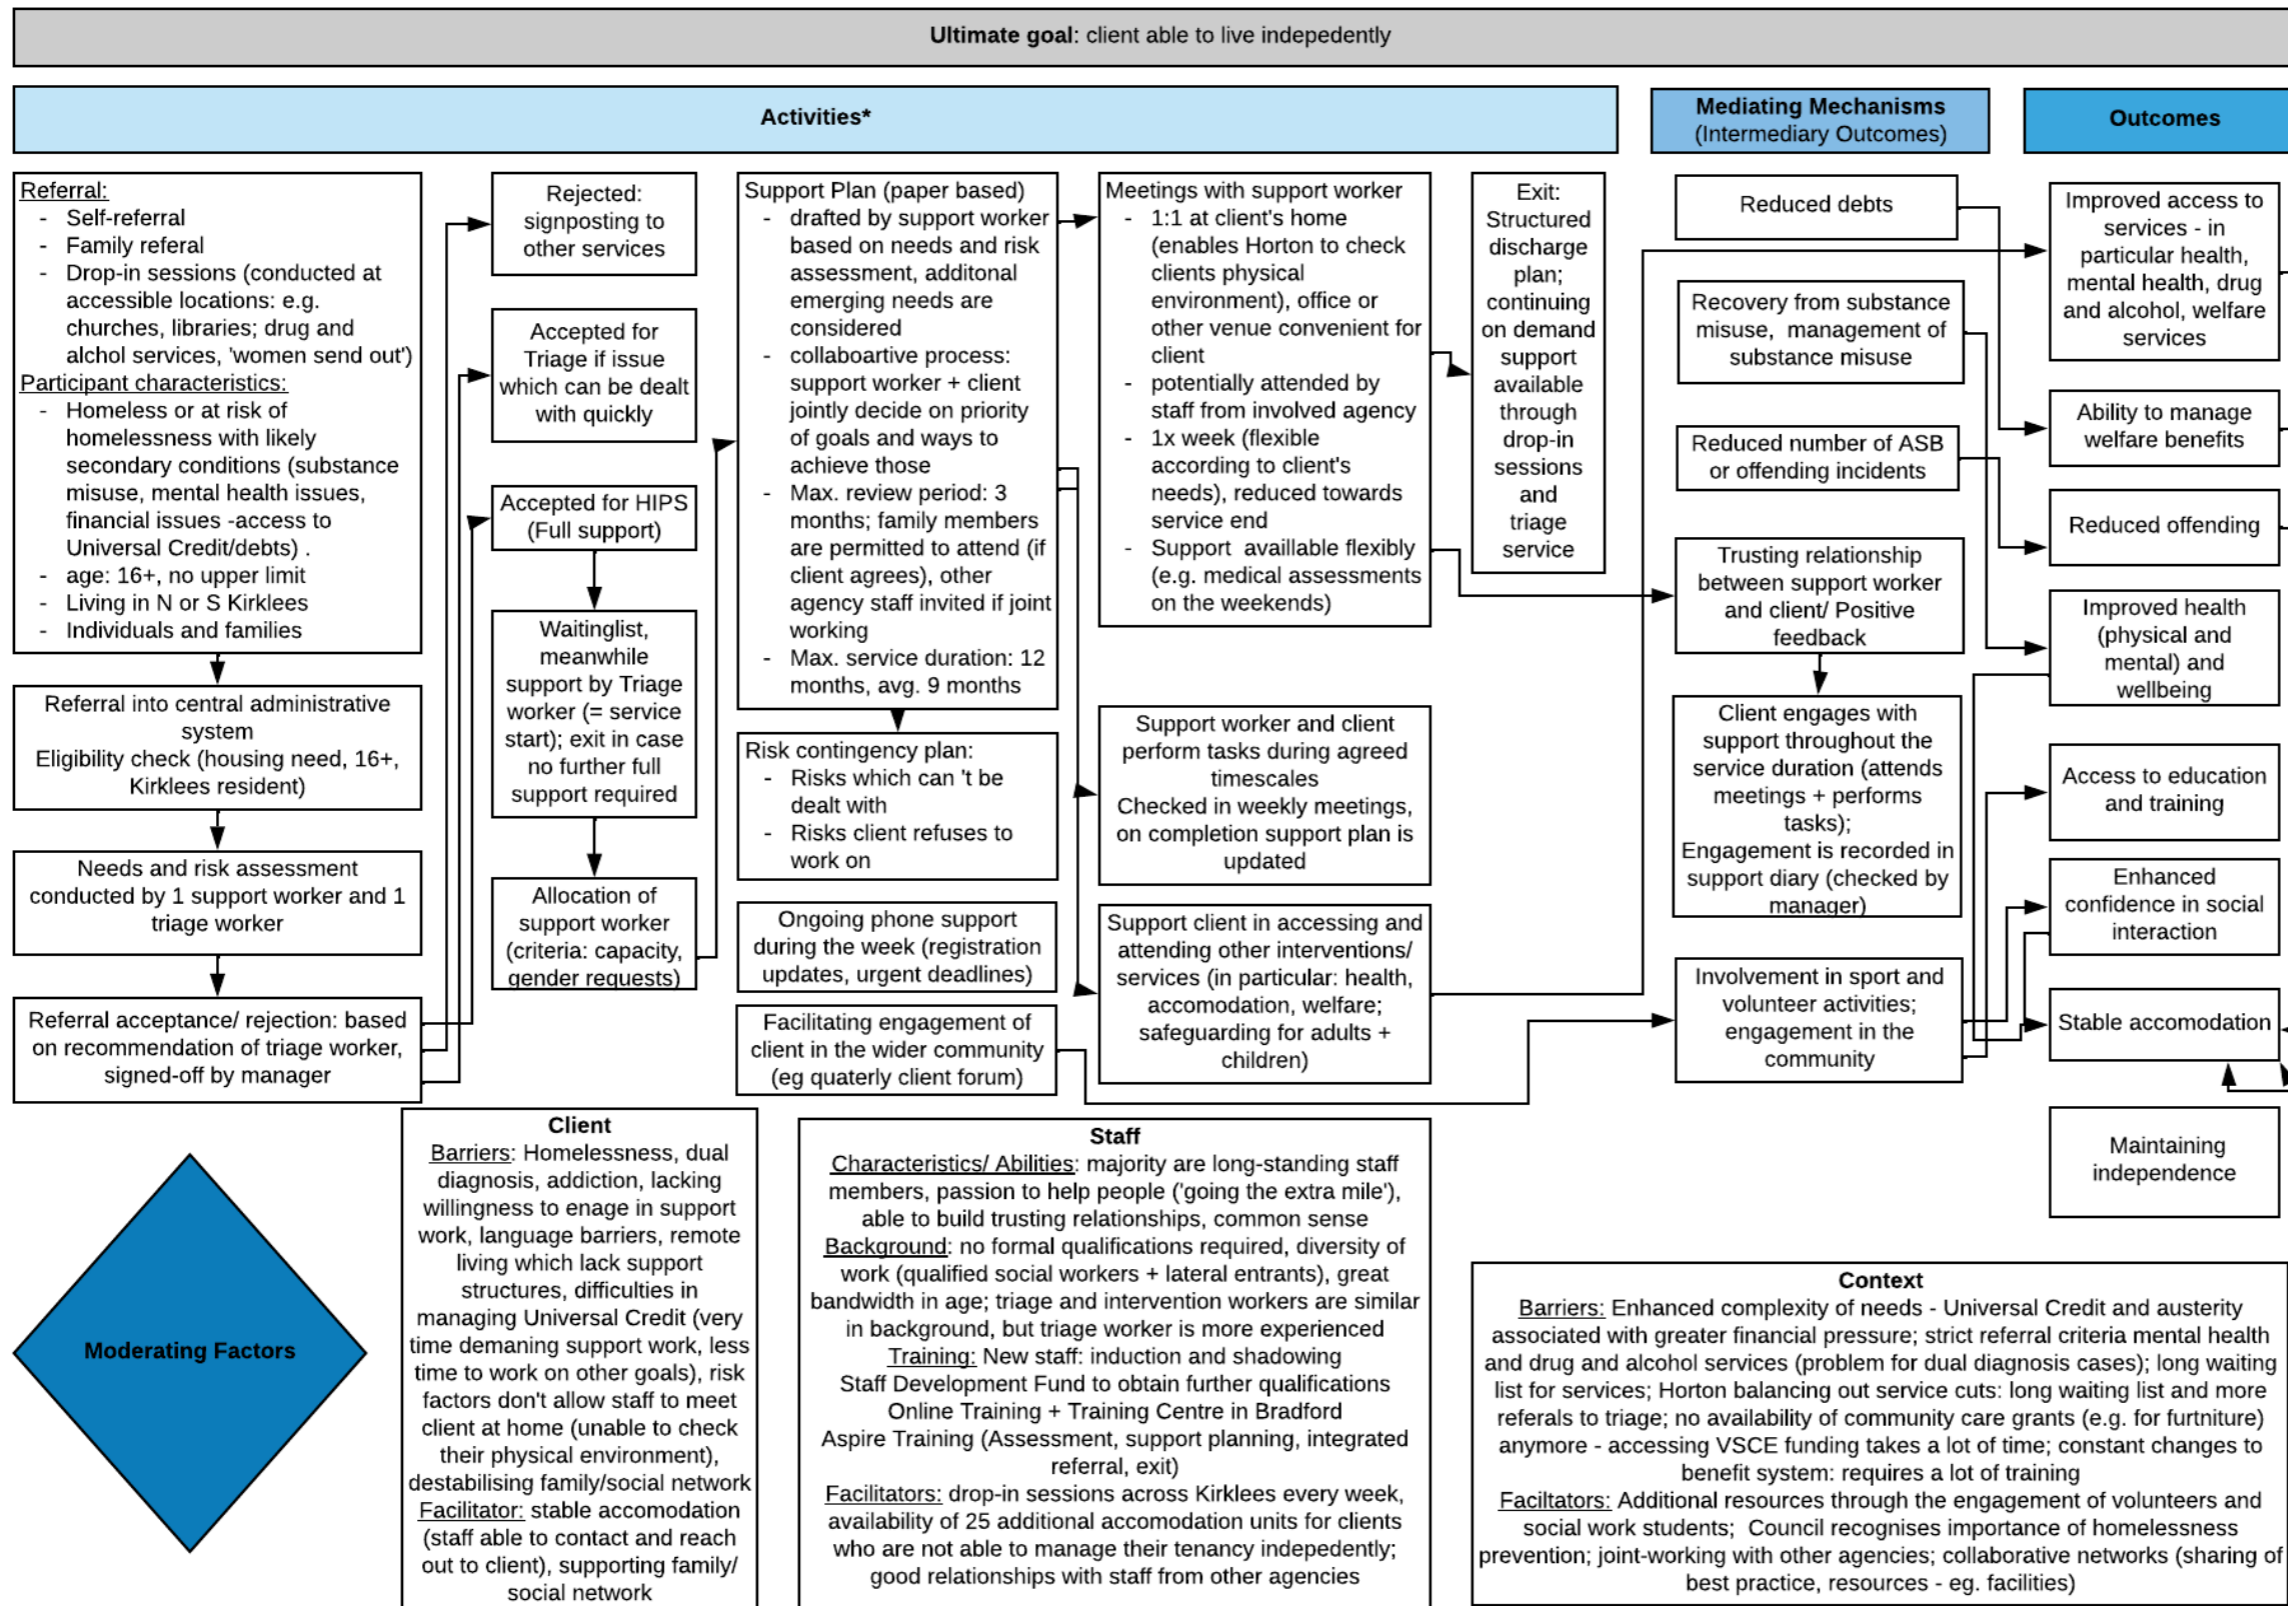 Ultimate goal: client able to live indepedently
Activities*
Mediating Mechanisms
(Intermediary Outcomes)
Outcomes
Referral:
- Self-referral
- Family referal
- Drop-in sessions (conducted at
accessible locations: e.g.
churches, libraries; drug and
alchol services, 'women send out')
Participant characteristics:
- Homeless or at risk of
homelessness with likely
secondary conditions (substance
misuse, mental health issues,
financial issues -access to
Universal Credit/debts) .
- age: 16+, no upper limit
- Living in N or S Kirklees
- Individuals and families
Referral into central administrative
system
Eligibility check (housing need, 16+,
Kirklees resident)
Needs and risk assessment
conducted by 1 support worker and 1
triage worker
Referral acceptance/ rejection: based
on recommendation of triage worker,
signed-off by manager
Rejected:
signposting to
other services
Accepted for
Triage if issue
which can be dealt
with quickly
Accepted for HIPS
(Full support)
Waitinglist,
meanwhile
support by Triage
worker (= service
start); exit in case
no further full
support required
Allocation of
support worker
(criteria: capacity,
gender requests)
Support Plan (paper based)
- drafted by support worker
based on needs and risk
assessment, additonal
emerging needs are
considered
- collaboartive process:
support worker + client
jointly decide on priority
of goals and ways to
achieve those
- Max. review period: 3
months; family members
are permitted to attend (if
client agrees), other
agency staff invited if joint
working
- Max. service duration: 12
months, avg. 9 months
Risk contingency plan:
- Risks which can 't be
dealt with
- Risks client refuses to
work on
Ongoing phone support
during the week (registration
updates, urgent deadlines)
Facilitating engagement of
client in the wider community
(eg quaterly client forum)
Meetings with support worker
- 1:1 at client's home
(enables Horton to check
clients physical
environment), office or
other venue convenient for
client
- potentially attended by
staff from involved agency
- 1x week (flexible
according to client's
needs), reduced towards
service end
- Support availlable flexibly
(e.g. medical assessments
on the weekends)
Support worker and client
perform tasks during agreed
timescales
Checked in weekly meetings,
on completion support plan is
updated
Support client in accessing and
attending other interventions/
services (in particular: health,
accomodation, welfare;
safeguarding for adults +
children)
Exit:
Structured
discharge
plan;
continuing
on demand
support
available
through
drop-in
sessions
and
triage
service
Reduced debts
Recovery from substance
misuse, management of
substance misuse
Reduced number of ASB
or offending incidents
Trusting relationship
between support worker
and client/ Positive
feedback
Client engages with
support throughout the
service duration (attends
meetings + performs
tasks);
Engagement is recorded in
support diary (checked by
manager)
Involvement in sport and
volunteer activities;
engagement in the
community
Improved access to
services - in
particular health,
mental health, drug
and alcohol, welfare
services
Ability to manage
welfare benefits
Reduced offending
Improved health
(physical and
mental) and
wellbeing
Access to education
and training
Enhanced
confidence in social
interaction
Stable accomodation
Maintaining
independence
Moderating Factors
Client
Barriers: Homelessness, dual
diagnosis, addiction, lacking
willingness to enage in support
work, language barriers, remote
living which lack support
structures, difficulties in
managing Universal Credit (very
time demaning support work, less
time to work on other goals), risk
factors don't allow staff to meet
client at home (unable to check
their physical environment),
destabilising family/social network
Facilitator: stable accomodation
(staff able to contact and reach
out to client), supporting family/
social network
Staff
Characteristics/ Abilities: majority are long-standing staff
members, passion to help people ('going the extra mile'),
able to build trusting relationships, common sense
Background: no formal qualifications required, diversity of
work (qualified social workers + lateral entrants), great
bandwidth in age; triage and intervention workers are similar
in background, but triage worker is more experienced
Training: New staff: induction and shadowing
Staff Development Fund to obtain further qualifications
Online Training + Training Centre in Bradford
Aspire Training (Assessment, support planning, integrated
referral, exit)
Facilitators: drop-in sessions across Kirklees every week,
availability of 25 additional accomodation units for clients
who are not able to manage their tenancy indepedently;
good relationships with staff from other agencies
Context
Barriers: Enhanced complexity of needs - Universal Credit and austerity
associated with greater financial pressure; strict referral criteria mental health
and drug and alcohol services (problem for dual diagnosis cases); long waiting
list for services; Horton balancing out service cuts: long waiting list and more
referals to triage; no availability of community care grants (e.g. for furtniture)
anymore - accessing VSCE funding takes a lot of time; constant changes to
benefit system: requires a lot of training
Faciltators: Additional resources through the engagement of volunteers and
social work students; Council recognises importance of homelessness
prevention; joint-working with other agencies; collaborative networks (sharing of
best practice, resources - eg. facilities)